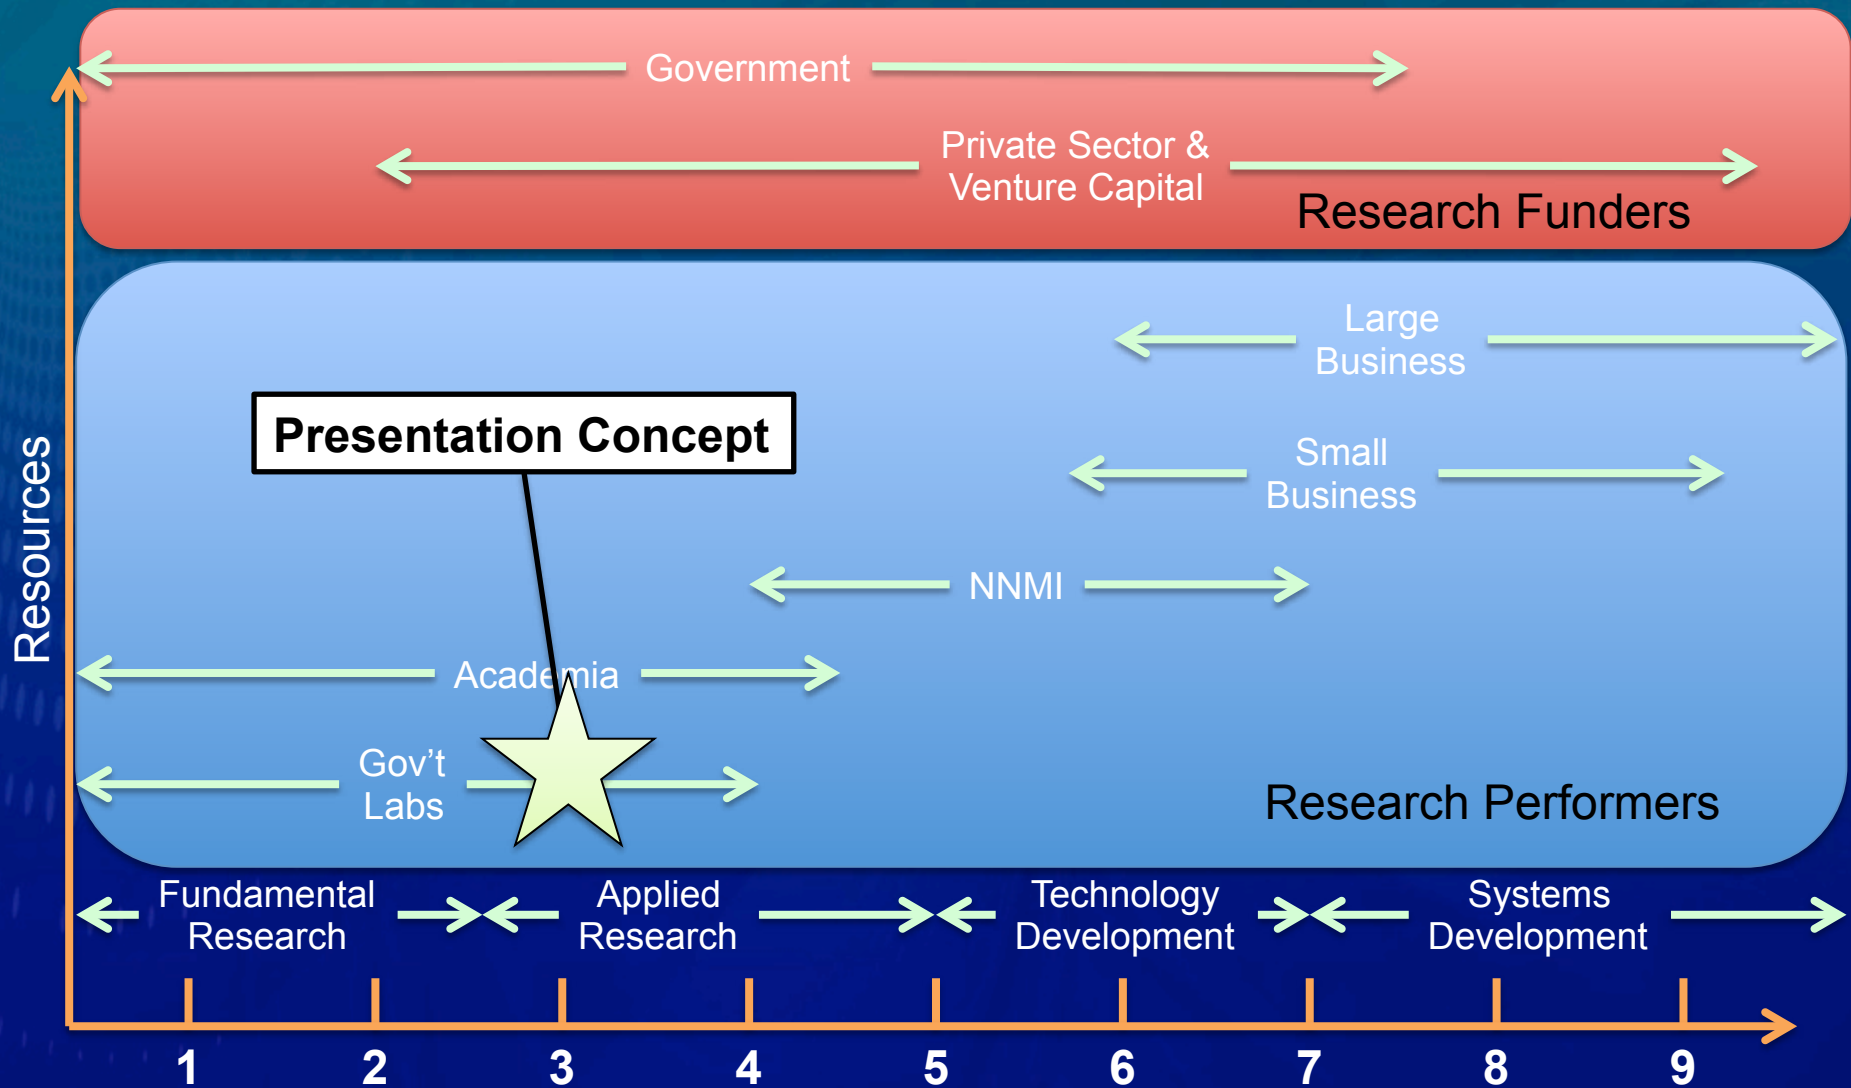 Government
Private Sector &
Venture Capital
Research Funders
Large
Business
Presentation Concept
Small
Business
Resources
NNMI
Academia
Gov’t
Labs
Research Performers
Fundamental
Research
Applied
Research
Technology
Development
Systems
Development
1 2 3 4 5 6 7 8 9